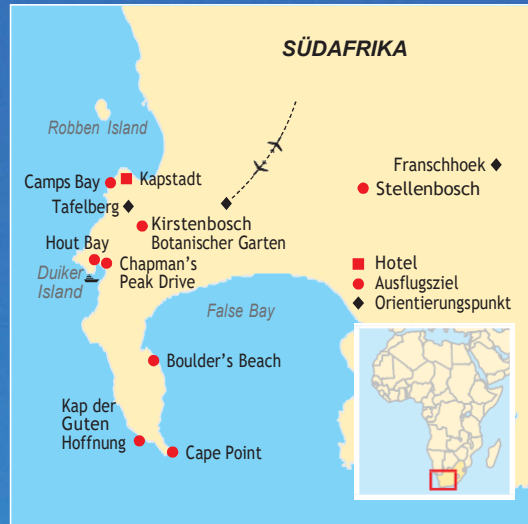 SÜDAFRIKA
Robben Island
Camps Bay
Kapstadt
Franschhoek
Stellenbosch
Tafelberg
Kirstenbosch
Botanischer Garten
Hout Bay
Chapman's
Peak Drive
Duiker
Island
Hotel
Ausflugsziel
Orientierungspunkt
False Bay
Boulder's Beach
Kap der
Guten
Hoffnung
Cape Point